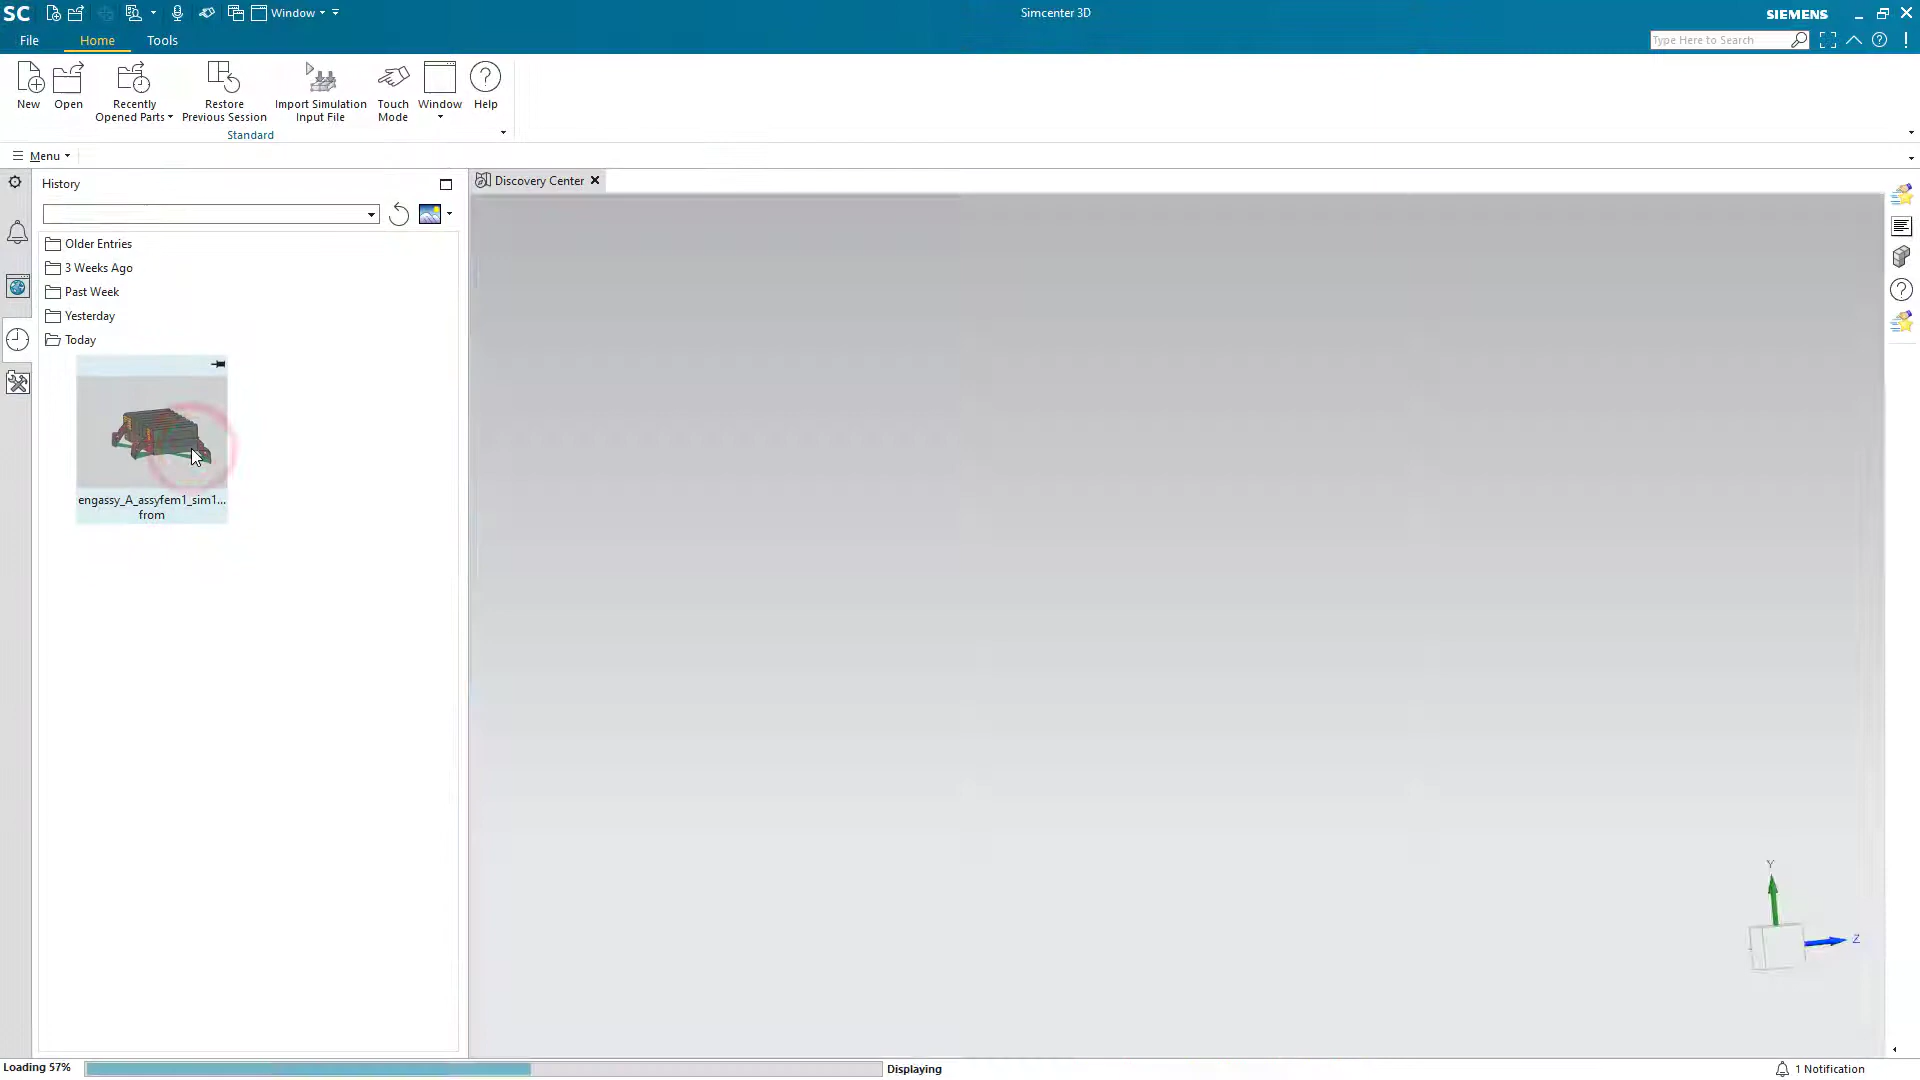 SC Window Simcenter 3D SIEMENS
File Home Tools Type Here to Search
New Open Recently Opened Parts Restore Previous Session Import Simulation Input File Touch Mode Window Help
Standard
Menu
History
Discovery Center
Older Entries
3 Weeks Ago
Past Week
Yesterday
Today
engassy_A_assyfem1_sim1...
from
Y
Z
Loading 57% Displaying 1 Notification